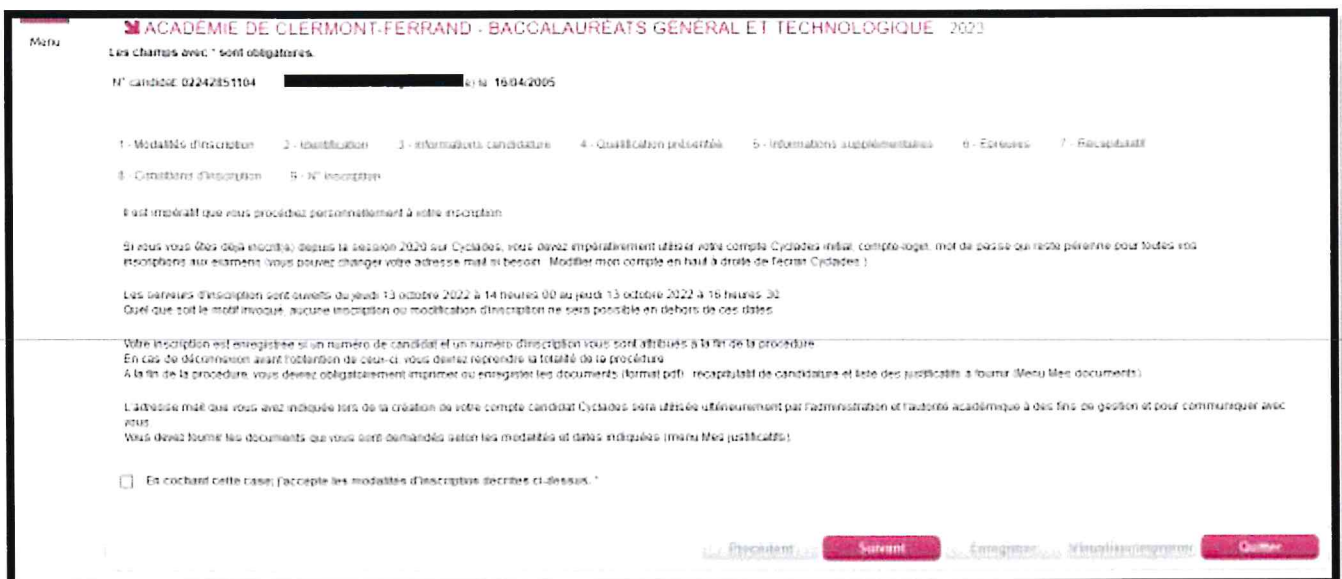 Menu
ACADÉMIE DE CLERMONT-FERRAND - BACCALAURÉATS GÉNÉRAL ET TECHNOLOGIQUE 2023
Les champs avec * sont obligatoires.
N° candidat: 02242851104 e) le 16/04/2005
1 - Modalités d'inscription 2 - Identification 3 - Informations candidature 4 - Qualification présentée 5 - Informations supplémentaires 6 - Epreuves 7 - Récapitulatif
8 - Conditions d'inscription 9 - N° inscription
Il est impératif que vous procédiez personnellement à votre inscription
Si vous vous êtes déjà inscrit(e) depuis la session 2020 sur Cyclades, vous devez impérativement utiliser votre compte Cyclades initial, compte-login, mot de passe qui reste pérenne pour toutes vos
inscriptions aux examens (vous pouvez changer votre adresse mail si besoin : Modifier mon compte en haut à droite de l'écran Cyclades.)
Les serveurs d'inscription sont ouverts du jeudi 13 octobre 2022 à 14 heures 00 au jeudi 13 octobre 2022 à 16 heures 30
Quel que soit le motif invoqué, aucune inscription ou modification d'inscription ne sera possible en dehors de ces dates
Votre inscription est enregistrée si un numéro de candidat et un numéro d'inscription vous sont attribués à la fin de la procédure
En cas de déconnexion avant l'obtention de ceux-ci, vous devrez reprendre la totalité de la procédure
A la fin de la procédure, vous devrez obligatoirement imprimer ou enregistrer les documents (format pdf) : récapitulatif de candidature et liste des justificatifs à fournir (Menu Mes documents)
L'adresse mail que vous avez indiquée lors de la création de votre compte candidat Cyclades sera utilisée ultérieurement par l'administration et l'autorité académique à des fins de gestion et pour communiquer avec
vous
Vous devez fournir les documents qui vous sont demandés selon les modalités et dates indiquées (menu Mes justificatifs)
En cochant cette case, j'accepte les modalités d'inscription décrites ci-dessus. *
Précédent Suivant Enregistrer Visualiser/Imprimer Quitter